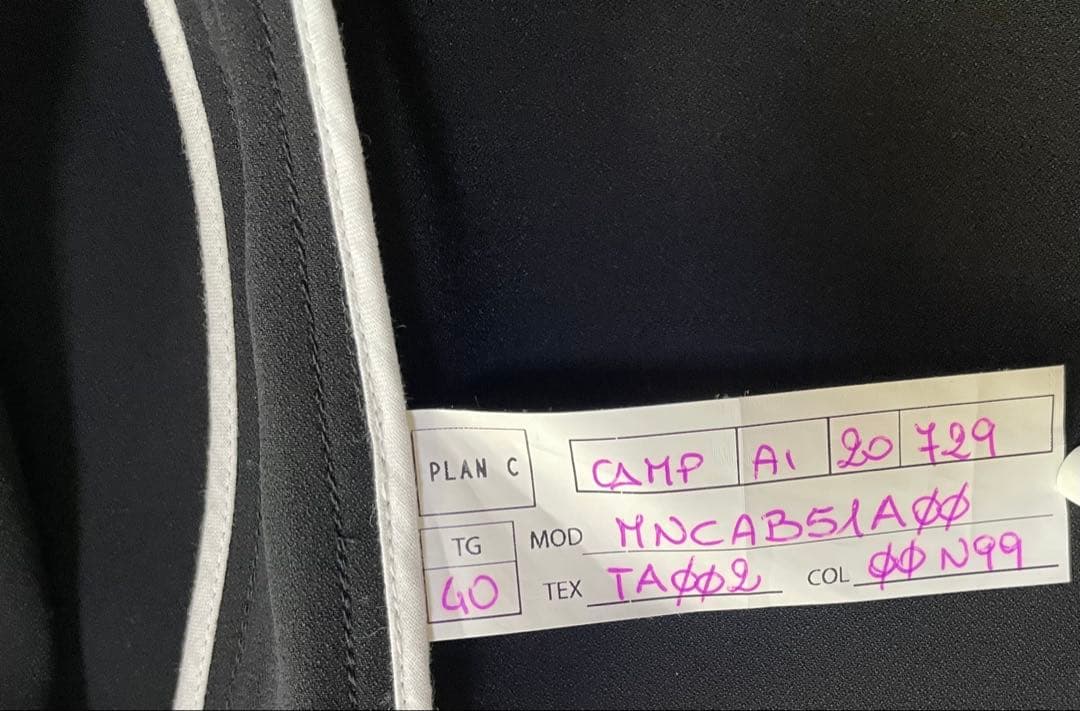 PLAN C
CAMP AI 20 729
TG
40
MOD MNCAB51A00
TEX TA002 COL 00N99